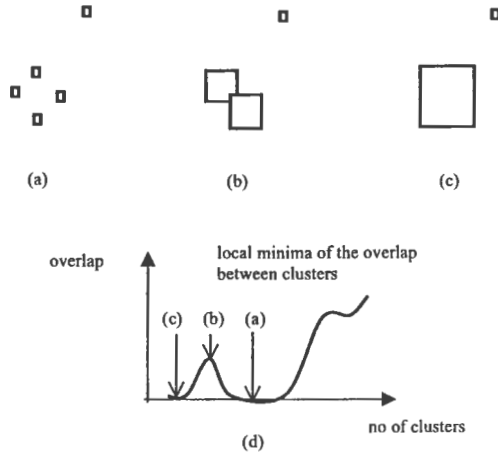 (a)
(b)
(c)
overlap
local minima of the overlap
between clusters
(c)
(b)
(a)
no of clusters
(d)